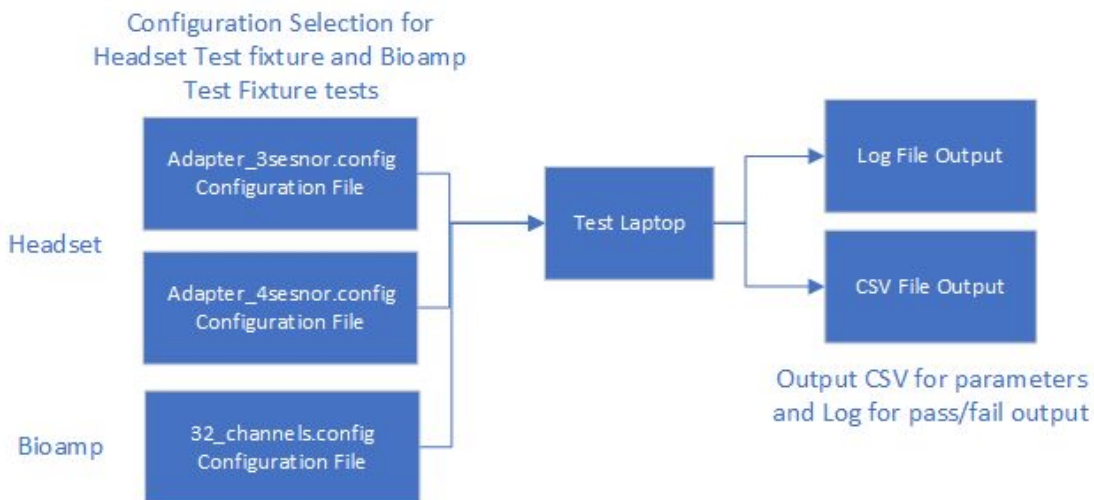 Configuration Selection for
Headset Test fixture and Bioamp
Test Fixture tests
Adapter_3sesnor.config
Configuration File
Headset
Adapter_4sesnor.config
Configuration File
Bioamp
32_channels.config
Configuration File
Test Laptop
Log File Output
CSV File Output
Output CSV for parameters
and Log for pass/fail output